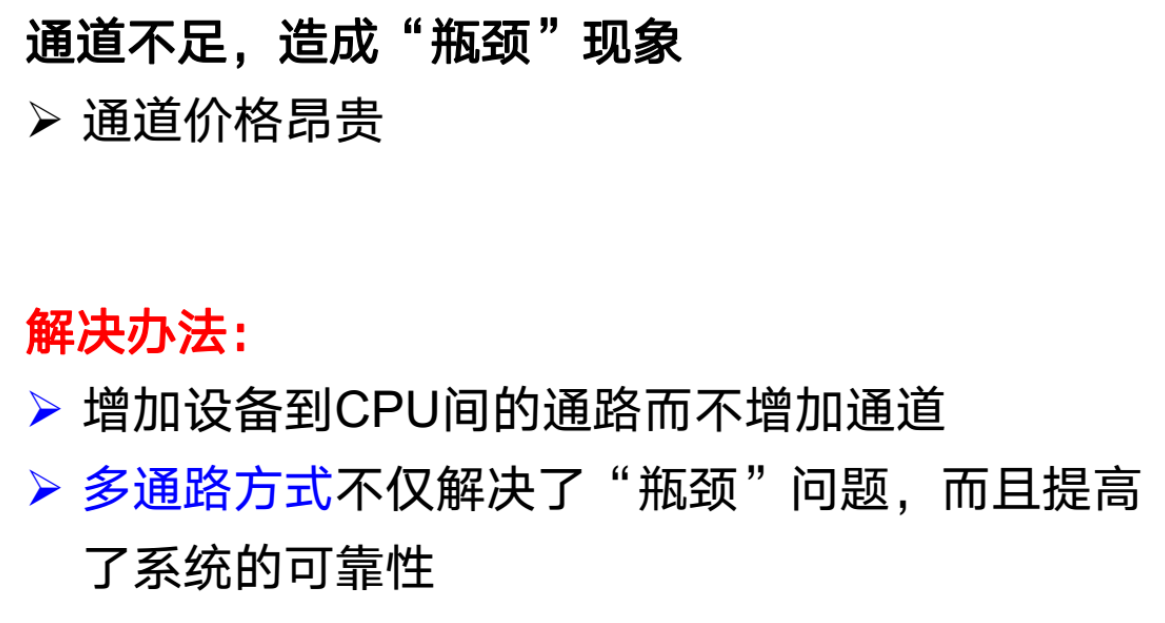 通道不足，造成“瓶颈”现象
➢ 通道价格昂贵
解决办法：
➢ 增加设备到CPU间的通路而不增加通道
➢ 多通路方式不仅解决了“瓶颈”问题，而且提高
了系统的可靠性